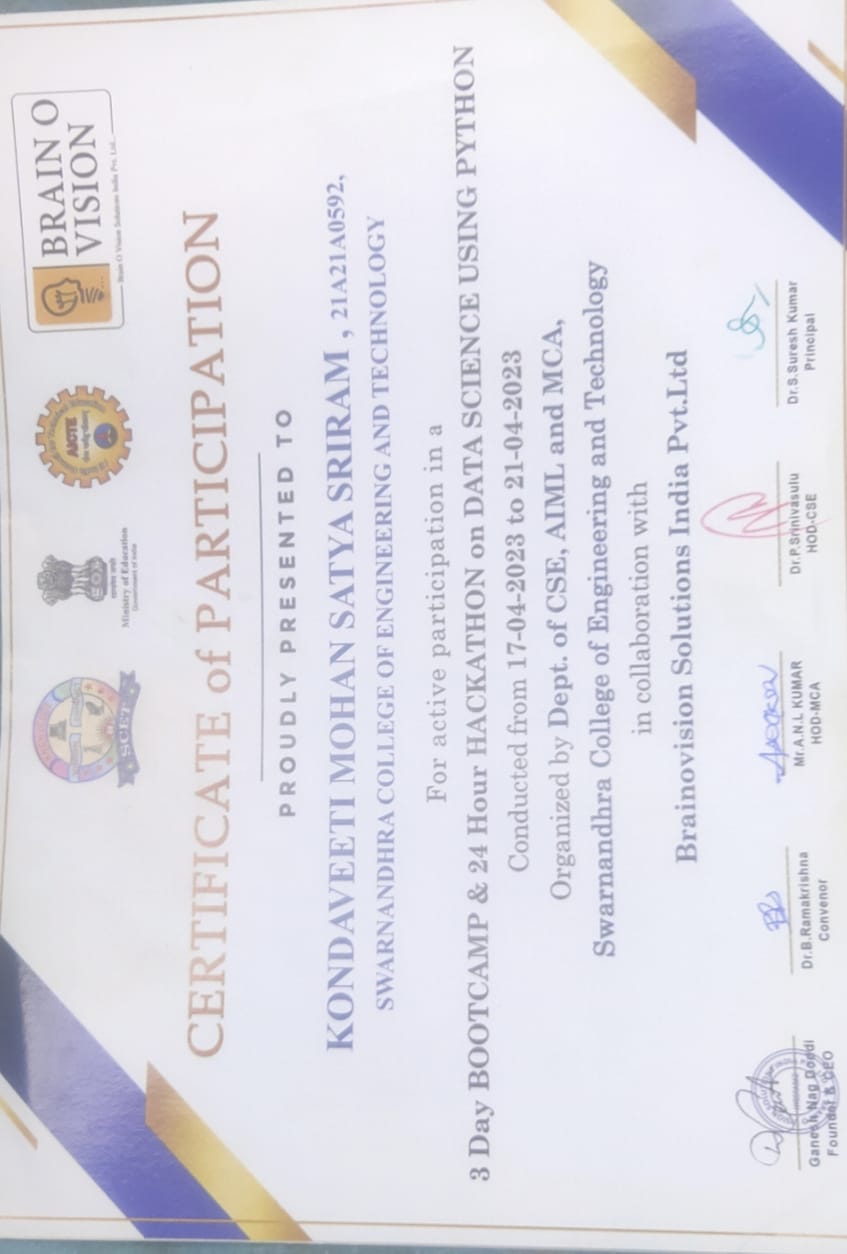 SCET
Ministry of Education
Government of India
AICTE
BRAIN O
VISION
Brain O Vision Solutions India Pvt. Ltd.,
CERTIFICATE of PARTICIPATION
PROUDLY PRESENTED TO
KONDAVEETI MOHAN SATYA SRIRAM , 21A21A0592,
SWARNANDHRA COLLEGE OF ENGINEERING AND TECHNOLOGY
For active participation in a
3 Day BOOTCAMP & 24 Hour HACKATHON on DATA SCIENCE USING PYTHON
Conducted from 17-04-2023 to 21-04-2023
Organized by Dept. of CSE, AIML and MCA,
Swarnandhra College of Engineering and Technology
in collaboration with
Brainovision Solutions India Pvt.Ltd
Ganesh Nag Doddi
Founder & CEO
Dr.B.Ramakrishna
Convenor
Mr.A.N.L KUMAR
HOD-MCA
Dr.P.Srinivasulu
HOD-CSE
Dr.S.Suresh Kumar
Principal